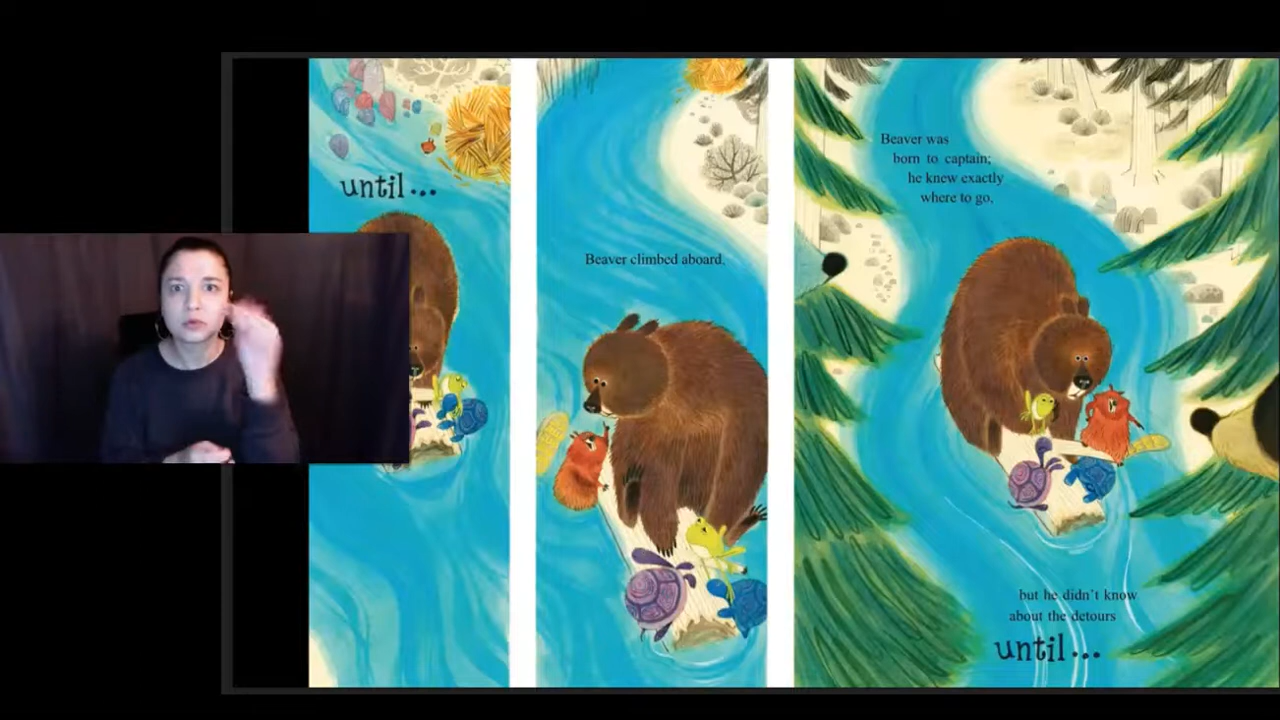 until...
Beaver climbed aboard.
Beaver was
born to captain;
he knew exactly
where to go,
but he didn't know
about the detours
until...